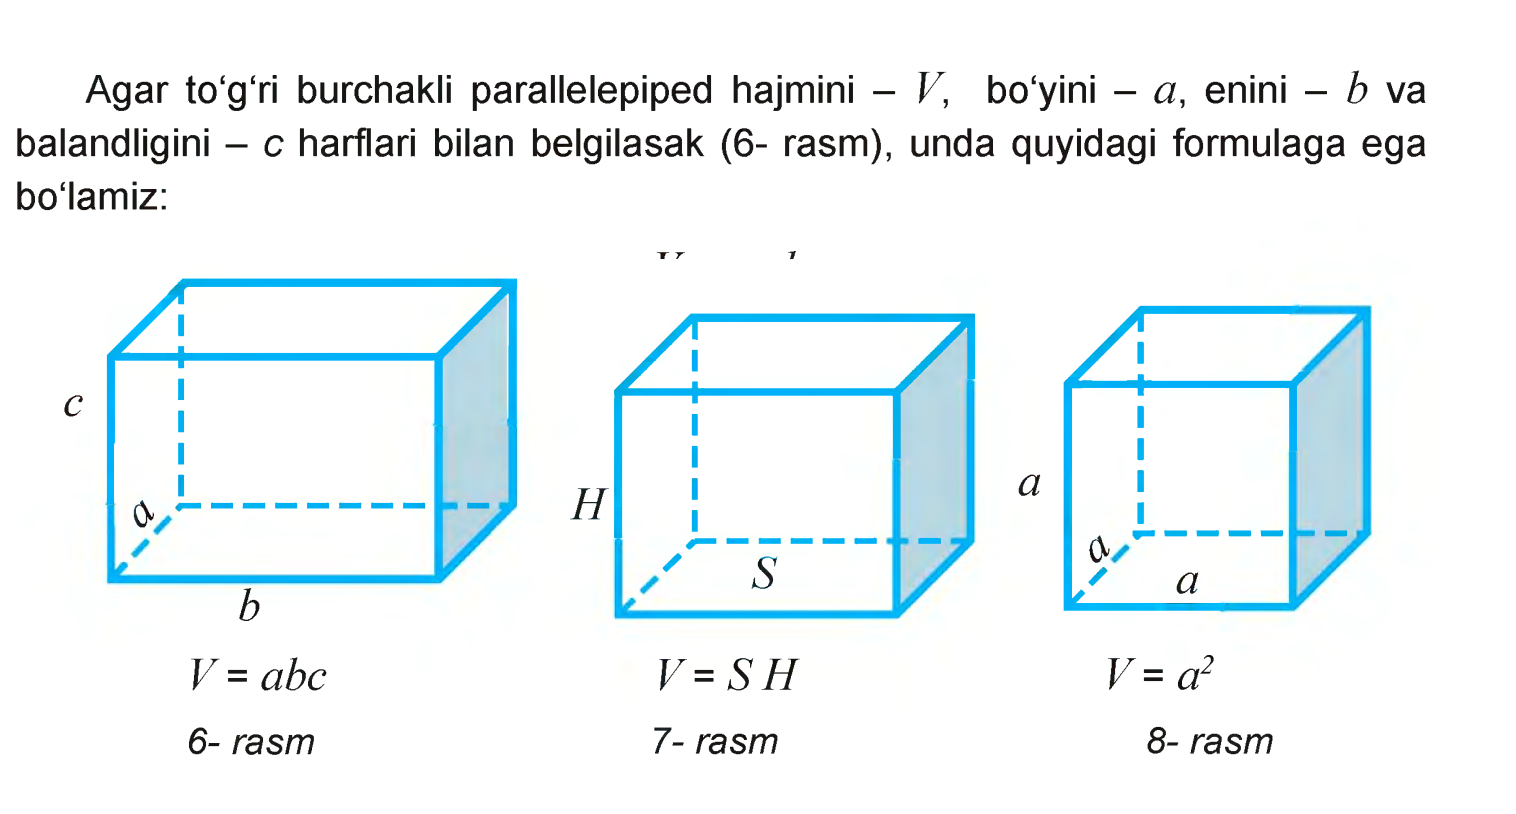 Agar to‘g‘ri burchakli parallelepiped hajmini – V, bo‘yini – a, enini – b va
balandligini – c harflari bilan belgilasak (6- rasm), unda quyidagi formulaga ega
bo‘lamiz:
c
a
b
H
S
a
a
a
V = abc
V = S H
V = a²
6- rasm
7- rasm
8- rasm